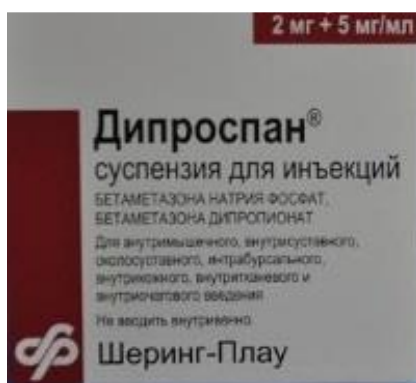 2 мг + 5 мг/мл
Дипроспан®
суспензия для инъекций
БЕТАМЕТАЗОНА НАТРИЯ ФОСФАТ,
БЕТАМЕТАЗОНА ДИПРОПИОНАТ
Для внутримышечного, внутрисуставного,
околосуставного, интрабурсального,
внутрикожного, внутритканевого и
внутриочагового введения
Не вводить внутривенно
Шеринг-Плау